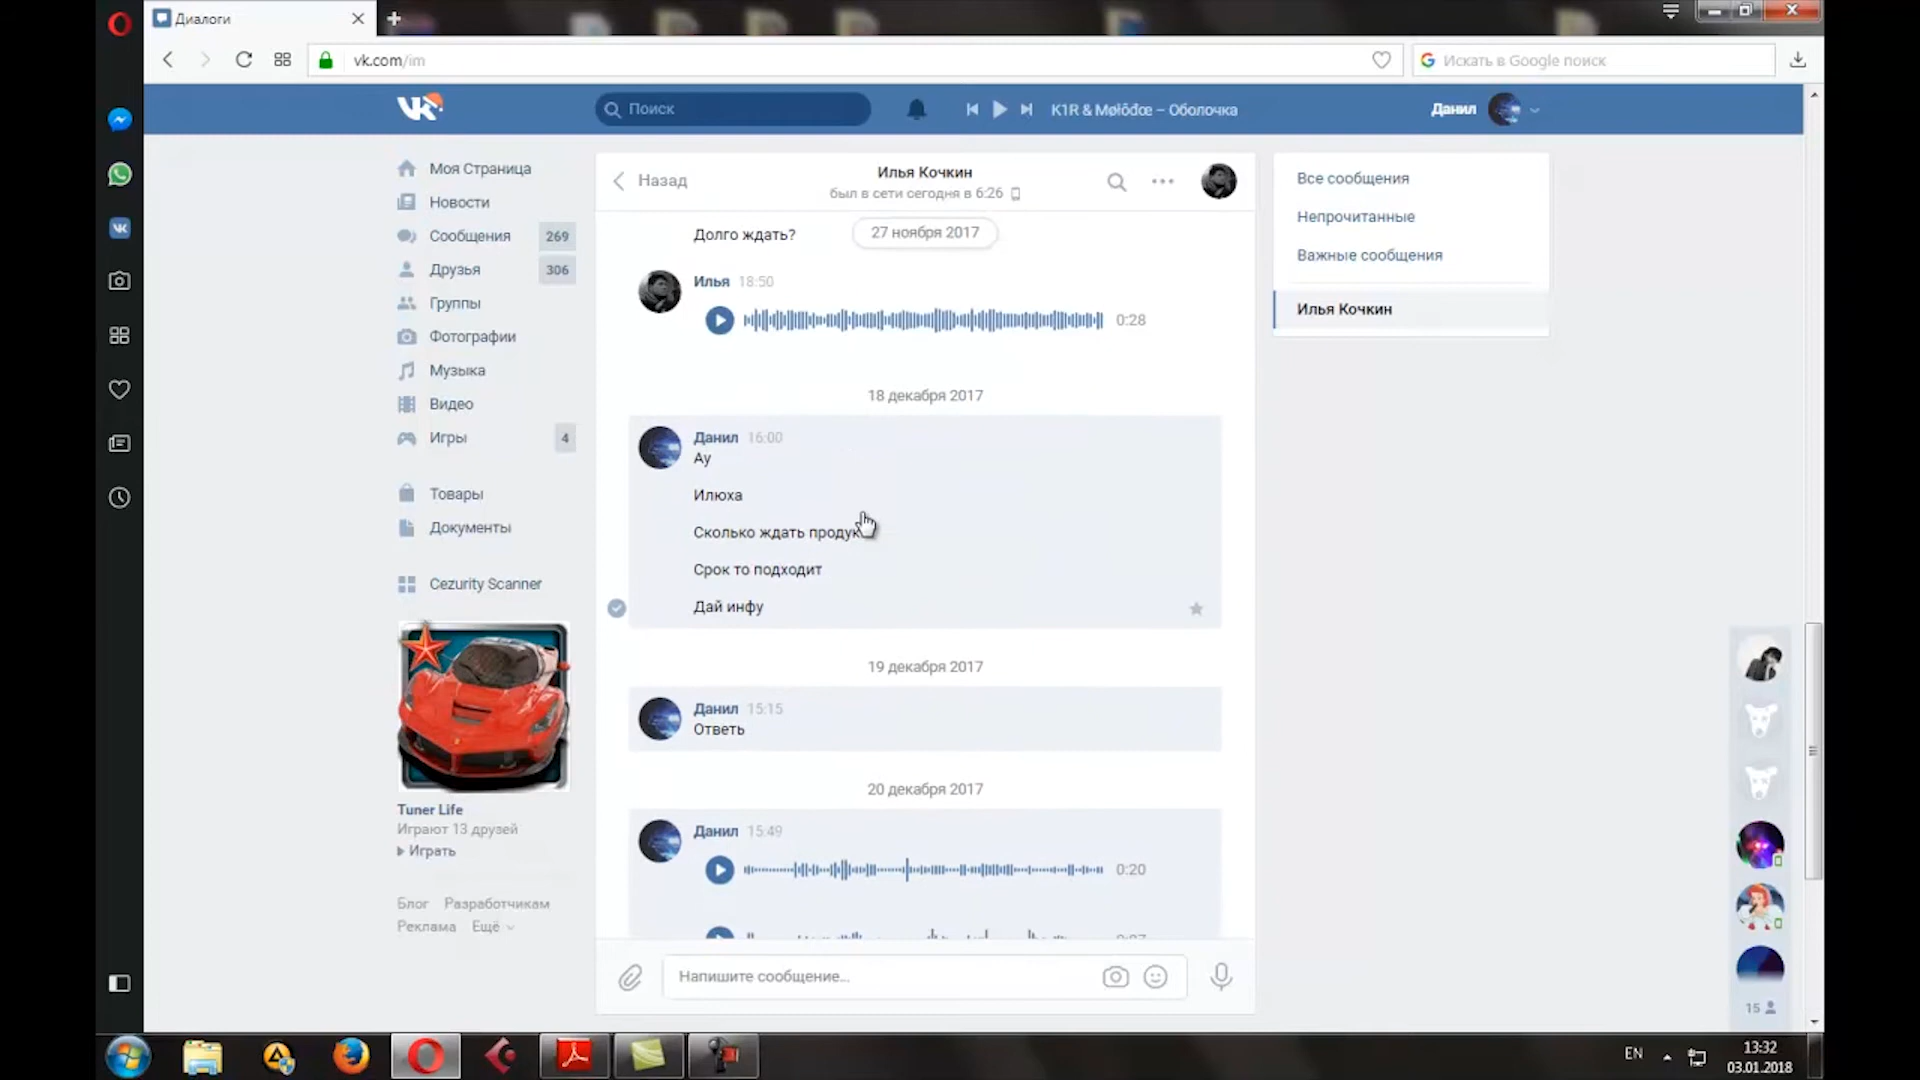 Диалоги
vk.com/im
Искать в Google поиск
Поиск
K1R & Møłôđœ – Оболочка
Данил
Моя Страница
Новости
Сообщения 269
Друзья 306
Группы
Фотографии
Музыка
Видео
Игры 4
Товары
Документы
Cezurity Scanner
Tuner Life
Играют 13 друзей
Играть
Блог Разработчикам
Реклама Ещё
Назад
Илья Кочкин
был в сети сегодня в 6:26
Долго ждать?
27 ноября 2017
Илья 18:50
0:28
18 декабря 2017
Данил 16:00
Ау
Илюха
Сколько ждать
Срок то подходит
Дай инфу
19 декабря 2017
Данил 15:15
Ответь
20 декабря 2017
Данил 15:49
0:20
Напишите сообщение...
Все сообщения
Непрочитанные
Важные сообщения
Илья Кочкин
15
EN
13:32
03.01.2018